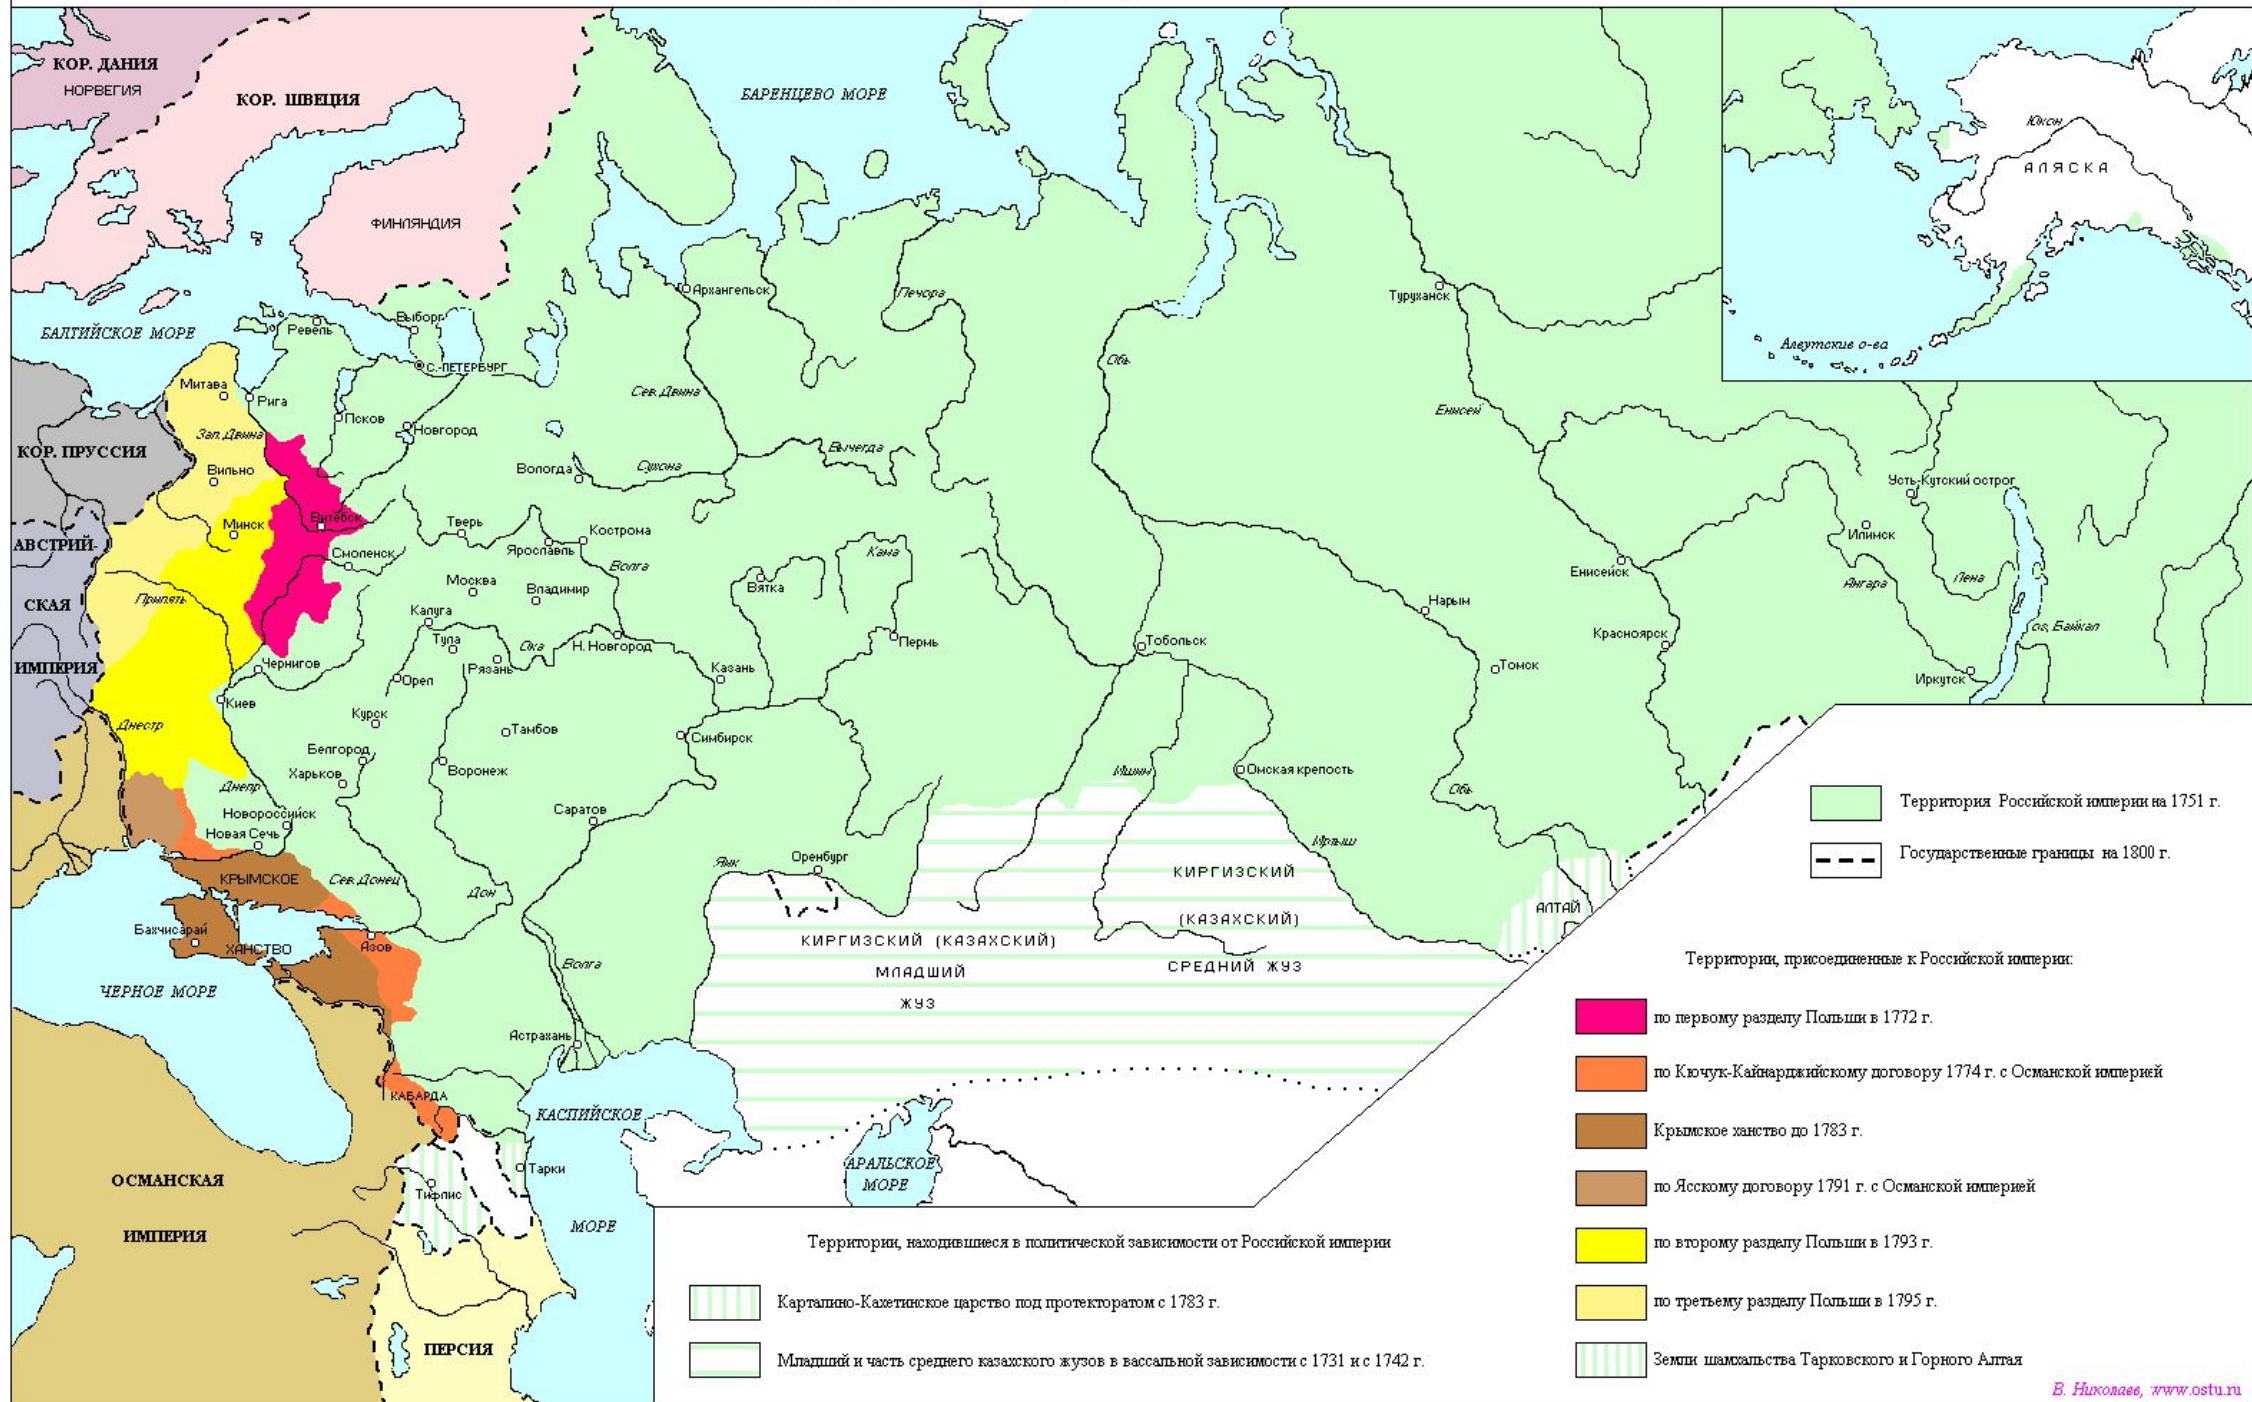 КОР. ДАНИЯ
НОРВЕГИЯ
КОР. ШВЕЦИЯ
БАРЕНЦЕВО МОРЕ
Юкон
АЛЯСКА
ФИНЛЯНДИЯ
Архангельск
Печора
Туруханск
Выборг
Ревель
БАЛТИЙСКОЕ МОРЕ
Алеутские о-ва
Обь
С.-ПЕТЕРБУРГ
Митава
Рига
Сев. Двина
Енисей
Псков
Новгород
Зап. Двина
КОР. ПРУССИЯ
Вычегда
Вильно
Вологда
Сухона
Усть-Кутский острог
Минск
Витебск
Тверь
Кострома
Илимск
АВСТРИЙ-
Смоленск
Ярославль
Кама
Волга
Енисейск
Ангара
Лена
Москва
Владимир
Вятка
СКАЯ
Припять
Калуга
Нарым
оз. Байкал
Тула
Ока
Н. Новгород
Пермь
Тобольск
Красноярск
ИМПЕРИЯ
Чернигов
Рязань
Казань
Томск
Орел
Иркутск
Киев
Курск
Днестр
Тамбов
Симбирск
Белгород
Харьков
Воронеж
Ишим
Омская крепость
Днепр
Обь
Новороссийск
Саратов
Территория Российской империи на 1751 г.
Новая Сечь
Иртыш
Яик
Оренбург
Государственные границы на 1800 г.
КРЫМСКОЕ
Сев. Донец
Дон
КИРГИЗСКИЙ
(КАЗАХСКИЙ)
АЛТАЙ
Бахчисарай
ХАНСТВО
Азов
КИРГИЗСКИЙ (КАЗАХСКИЙ)
МЛАДШИЙ
ЖУЗ
СРЕДНИЙ ЖУЗ
Волга
Территории, присоединенные к Российской империи:
ЧЕРНОЕ МОРЕ
по первому разделу Польши в 1772 г.
Астрахань
по Кючук-Кайнарджийскому договору 1774 г. с Османской империей
КАБАРДА
КАСПИЙСКОЕ
МОРЕ
Крымское ханство до 1783 г.
Тарки
АРАЛЬСКОЕ
МОРЕ
ОСМАНСКАЯ
ИМПЕРИЯ
Тифлис
по Ясскому договору 1791 г. с Османской империей
Территории, находившиеся в политической зависимости от Российской империи
по второму разделу Польши в 1793 г.
Карталино-Кахетинское царство под протекторатом с 1783 г.
по третьему разделу Польши в 1795 г.
ПЕРСИЯ
Младший и часть среднего казахского жузов в вассальной зависимости с 1731 и с 1742 г.
Земли шамхальства Тарковского и Горного Алтая
В. Николаев, www.ostu.ru